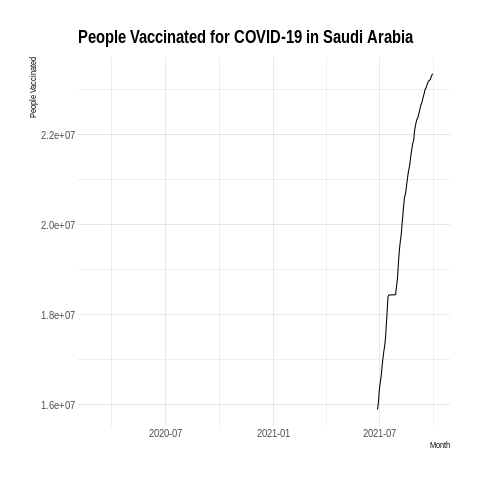 People Vaccinated for COVID-19 in Saudi Arabia
People Vaccinated
2.2e+07
2.0e+07
1.8e+07
1.6e+07
2020-07
2021-01
2021-07
Month